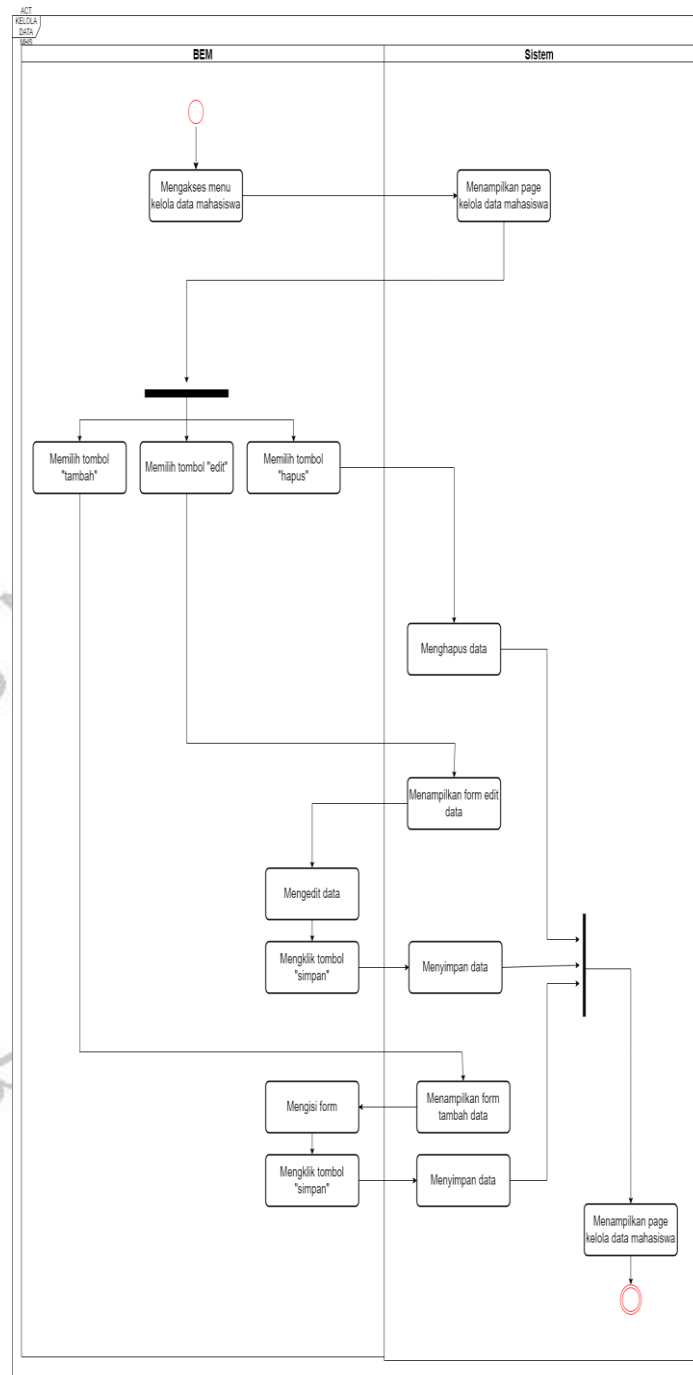 ACT
KELOLA
DATA
MHS
BEM
Sistem
Mengakses menu
kelola data mahasiswa
Menampilkan page
kelola data mahasiswa
Memilih tombol
"tambah"
Memilih tombol "edit"
Memilih tombol
"hapus"
Menghapus data
Menampilkan form edit
data
Mengedit data
Mengklik tombol
"simpan"
Menyimpan data
Mengisi form
Menampilkan form
tambah data
Mengklik tombol
"simpan"
Menyimpan data
Menampilkan page
kelola data mahasiswa